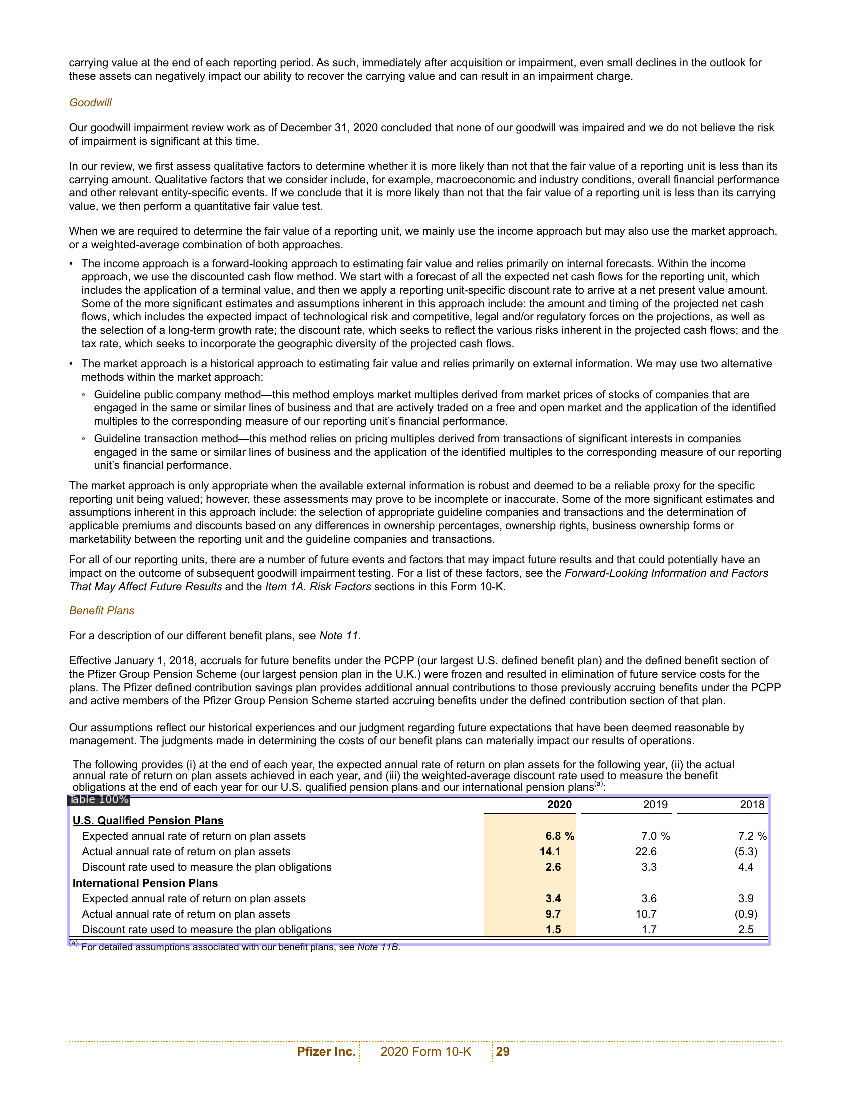 carrying value at the end of each reporting period. As such, immediately after acquisition or impairment, even small declines in the outlook for
these assets can negatively impact our ability to recover the carrying value and can result in an impairment charge.
Goodwill
Our goodwill impairment review work as of December 31, 2020 concluded that none of our goodwill was impaired and we do not believe the risk
of impairment is significant at this time.
In our review, we first assess qualitative factors to determine whether it is more likely than not that the fair value of a reporting unit is less than its
carrying amount. Qualitative factors that we consider include, for example, macroeconomic and industry conditions, overall financial performance
and other relevant entity-specific events. If we conclude that it is more likely than not that the fair value of a reporting unit is less than its carrying
value, we then perform a quantitative fair value test.
When we are required to determine the fair value of a reporting unit, we mainly use the income approach but may also use the market approach,
or a weighted-average combination of both approaches.
• The income approach is a forward-looking approach to estimating fair value and relies primarily on internal forecasts. Within the income
approach, we use the discounted cash flow method. We start with a forecast of all the expected net cash flows for the reporting unit, which
includes the application of a terminal value, and then we apply a reporting unit-specific discount rate to arrive at a net present value amount.
Some of the more significant estimates and assumptions inherent in this approach include: the amount and timing of the projected net cash
flows, which includes the expected impact of technological risk and competitive, legal and/or regulatory forces on the projections, as well as
the selection of a long-term growth rate; the discount rate, which seeks to reflect the various risks inherent in the projected cash flows; and the
tax rate, which seeks to incorporate the geographic diversity of the projected cash flows.
• The market approach is a historical approach to estimating fair value and relies primarily on external information. We may use two alternative
methods within the market approach:
◦ Guideline public company method—this method employs market multiples derived from market prices of stocks of companies that are
engaged in the same or similar lines of business and that are actively traded on a free and open market and the application of the identified
multiples to the corresponding measure of our reporting unit's financial performance.
◦ Guideline transaction method—this method relies on pricing multiples derived from transactions of significant interests in companies
engaged in the same or similar lines of business and the application of the identified multiples to the corresponding measure of our reporting
unit's financial performance.
The market approach is only appropriate when the available external information is robust and deemed to be a reliable proxy for the specific
reporting unit being valued; however, these assessments may prove to be incomplete or inaccurate. Some of the more significant estimates and
assumptions inherent in this approach include: the selection of appropriate guideline companies and transactions and the determination of
applicable premiums and discounts based on any differences in ownership percentages, ownership rights, business ownership forms or
marketability between the reporting unit and the guideline companies and transactions.
For all of our reporting units, there are a number of future events and factors that may impact future results and that could potentially have an
impact on the outcome of subsequent goodwill impairment testing. For a list of these factors, see the Forward-Looking Information and Factors
That May Affect Future Results and the Item 1A. Risk Factors sections in this Form 10-K.
Benefit Plans
For a description of our different benefit plans, see Note 11.
Effective January 1, 2018, accruals for future benefits under the PCPP (our largest U.S. defined benefit plan) and the defined benefit section of
the Pfizer Group Pension Scheme (our largest pension plan in the U.K.) were frozen and resulted in elimination of future service costs for the
plans. The Pfizer defined contribution savings plan provides additional annual contributions to those previously accruing benefits under the PCPP
and active members of the Pfizer Group Pension Scheme started accruing benefits under the defined contribution section of that plan.
Our assumptions reflect our historical experiences and our judgment regarding future expectations that have been deemed reasonable by
management. The judgments made in determining the costs of our benefit plans can materially impact our results of operations.
The following provides (i) at the end of each year, the expected annual rate of return on plan assets for the following year, (ii) the actual
annual rate of return on plan assets achieved in each year, and (iii) the weighted-average discount rate used to measure the benefit
obligations at the end of each year for our U.S. qualified pension plans and our international pension plans(a):
Table 100%
2020 2019 2018
U.S. Qualified Pension Plans
Expected annual rate of return on plan assets 6.8 % 7.0 % 7.2 %
Actual annual rate of return on plan assets 14.1 22.6 (5.3)
Discount rate used to measure the plan obligations 2.6 3.3 4.4
International Pension Plans
Expected annual rate of return on plan assets 3.4 3.6 3.9
Actual annual rate of return on plan assets 9.7 10.7 (0.9)
Discount rate used to measure the plan obligations 1.5 1.7 2.5
(a) For detailed assumptions associated with our benefit plans, see Note 11B.
Pfizer Inc. 2020 Form 10-K 29